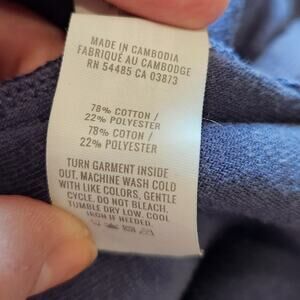 MADE IN CAMBODIA
FABRIQUÉ AU CAMBODGE
RN 54485 CA 03873
78% COTTON /
22% POLYESTER
78% COTON /
22% POLYESTER
TURN GARMENT INSIDE
OUT. MACHINE WASH COLD
WITH LIKE COLORS, GENTLE
CYCLE. DO NOT BLEACH.
TUMBLE DRY LOW. COOL
IRON IF NEEDED.